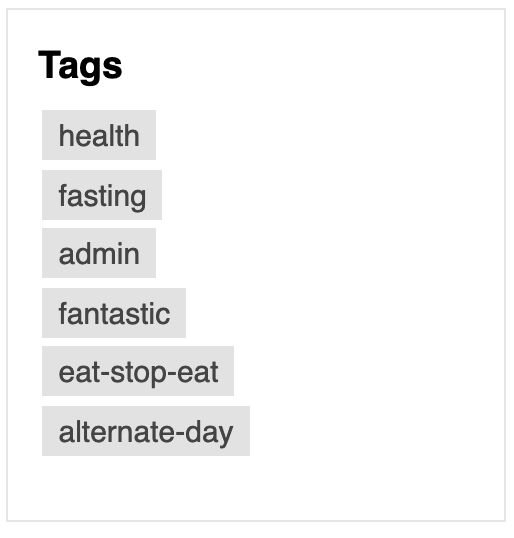 Tags
health
fasting
admin
fantastic
eat-stop-eat
alternate-day